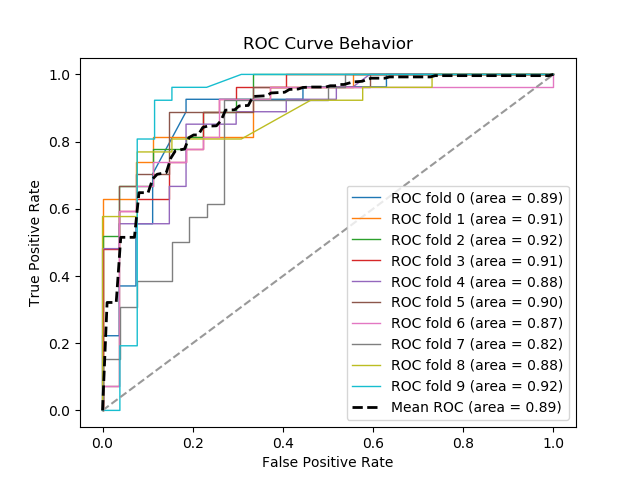 ROC Curve Behavior
1.0
0.8
0.6
0.4
0.2
0.0
True Positive Rate
0.0 0.2 0.4 0.6 0.8 1.0
False Positive Rate
ROC fold 0 (area = 0.89)
ROC fold 1 (area = 0.91)
ROC fold 2 (area = 0.92)
ROC fold 3 (area = 0.91)
ROC fold 4 (area = 0.88)
ROC fold 5 (area = 0.90)
ROC fold 6 (area = 0.87)
ROC fold 7 (area = 0.82)
ROC fold 8 (area = 0.88)
ROC fold 9 (area = 0.92)
Mean ROC (area = 0.89)